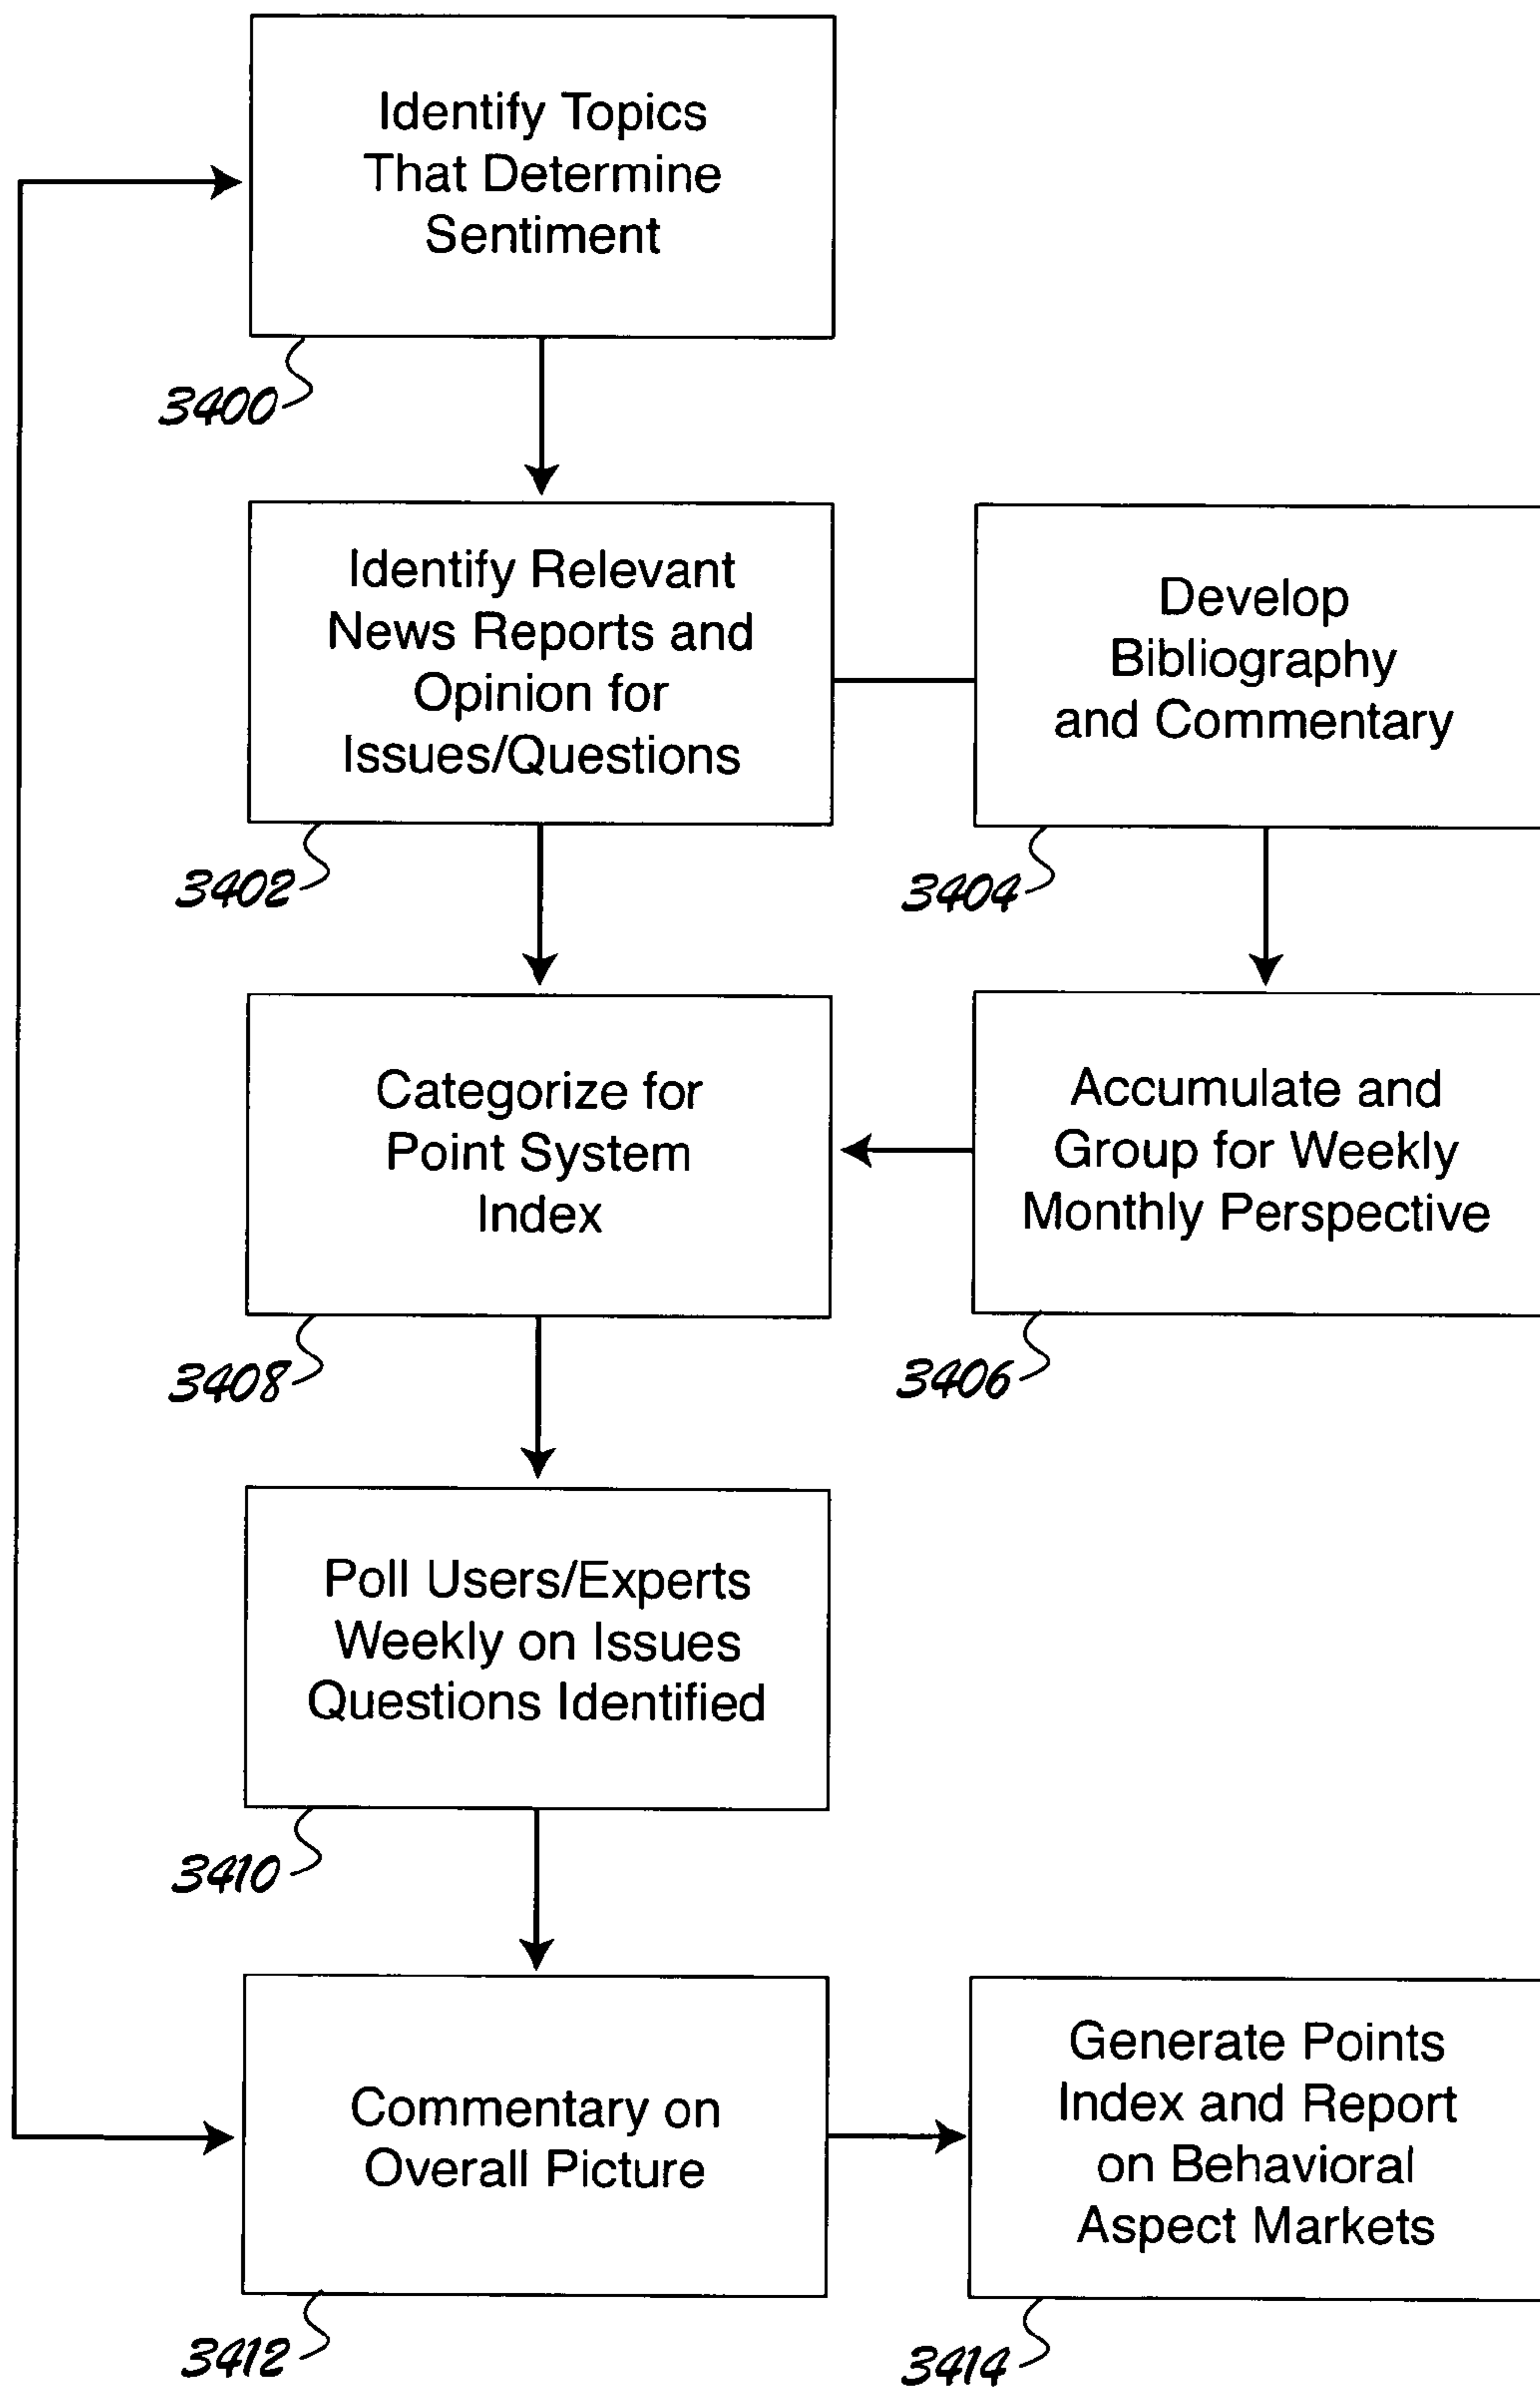 Identify Topics
That Determine
Sentiment
3400
Identify Relevant
News Reports and
Opinion for
Issues/Questions
3402
Develop
Bibliography
and Commentary
3404
Categorize for
Point System
Index
3408
Accumulate and
Group for Weekly
Monthly Perspective
3406
Poll Users/Experts
Weekly on Issues
Questions Identified
3410
Commentary on
Overall Picture
3412
Generate Points
Index and Report
on Behavioral
Aspect Markets
3414